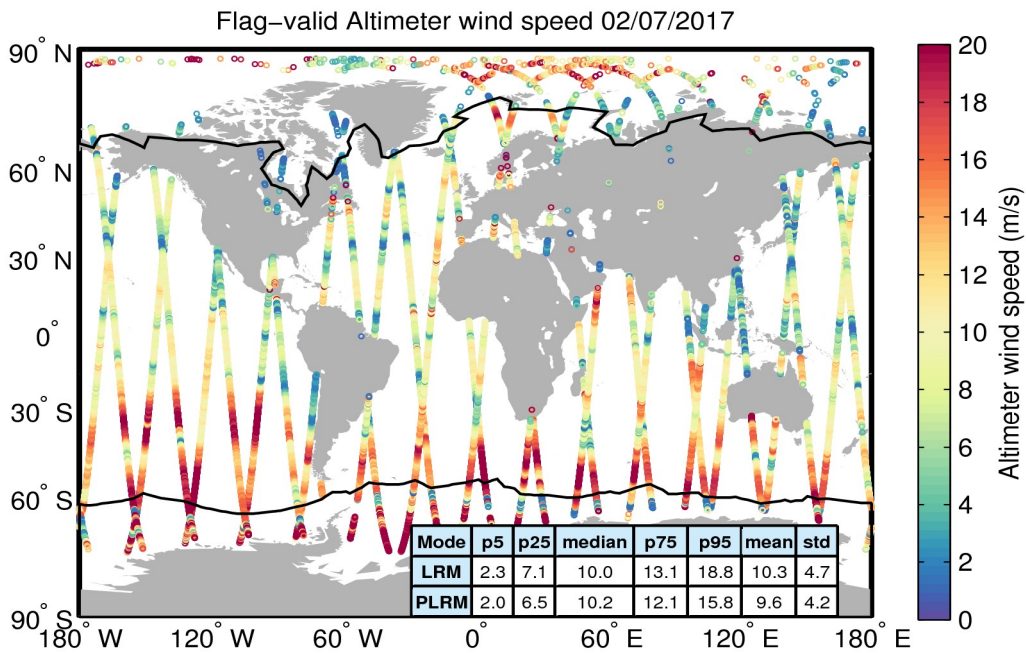 Flag−valid Altimeter wind speed 02/07/2017
90° N
60° N
30° N
0°
30° S
60° S
90° S
180° W
120° W
60° W
0°
60° E
120° E
180° E
Mode p5 p25 median p75 p95 mean std
LRM 2.3 7.1 10.0 13.1 18.8 10.3 4.7
PLRM 2.0 6.5 10.2 12.1 15.8 9.6 4.2
20
18
16
14
12
10
8
6
4
2
0
Altimeter wind speed (m/s)